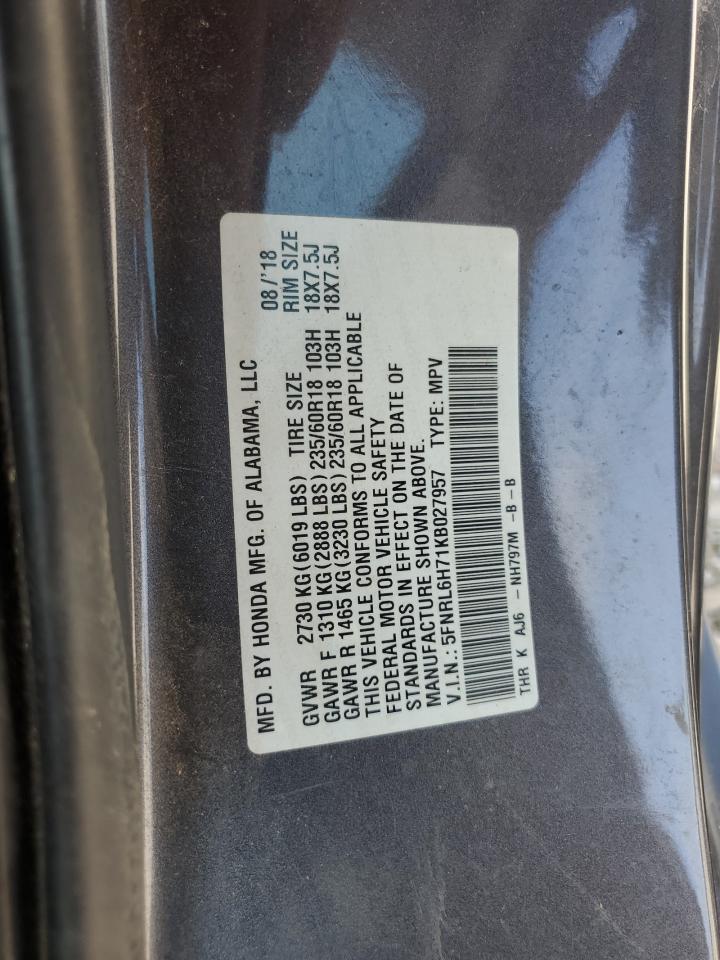 MFD. BY HONDA MFG. OF ALABAMA, LLC 08/'18
GVWR 2730 KG(6019 LBS) TIRE SIZE RIM SIZE
GAWR F 1310 KG(2888 LBS)235/60R18 103H 18X7.5J
GAWR R 1465 KG(3230 LBS)235/60R18 103H 18X7.5J
THIS VEHICLE CONFORMS TO ALL APPLICABLE
FEDERAL MOTOR VEHICLE SAFETY
STANDARDS IN EFFECT ON THE DATE OF
MANUFACTURE SHOWN ABOVE.
V.I.N.: 5FNRL6H71KB027957 TYPE: MPV
THR K AJ6 - NH797M -B-B